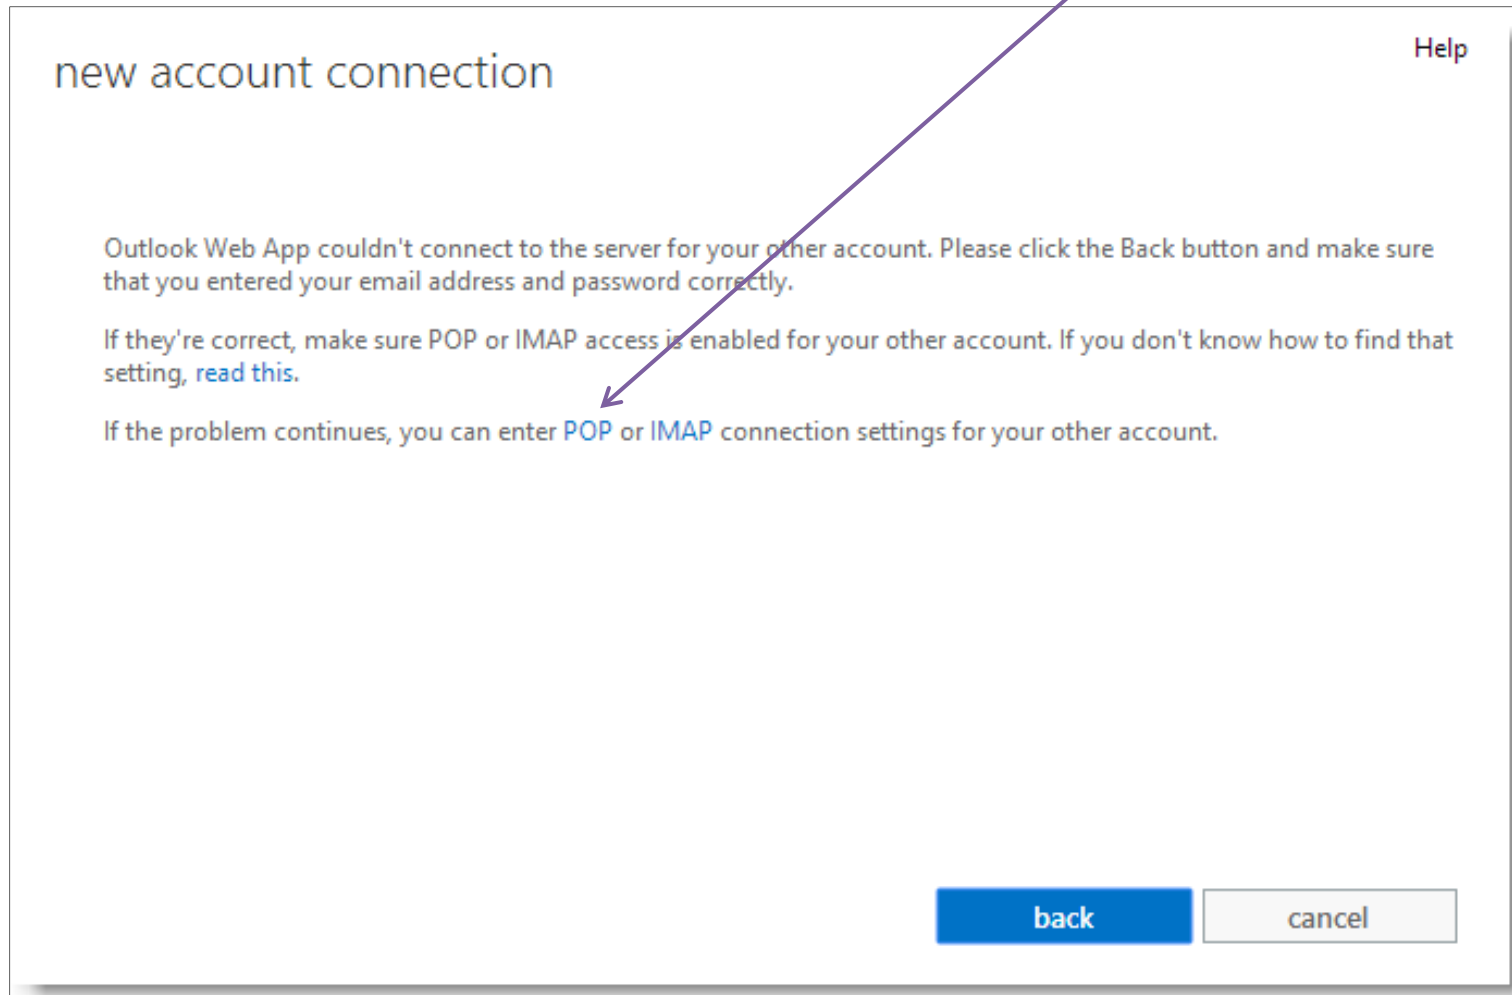 Help
new account connection
Outlook Web App couldn't connect to the server for your other account. Please click the Back button and make sure
that you entered your email address and password correctly.
If they're correct, make sure POP or IMAP access is enabled for your other account. If you don't know how to find that
setting, read this.
If the problem continues, you can enter POP or IMAP connection settings for your other account.
back
cancel